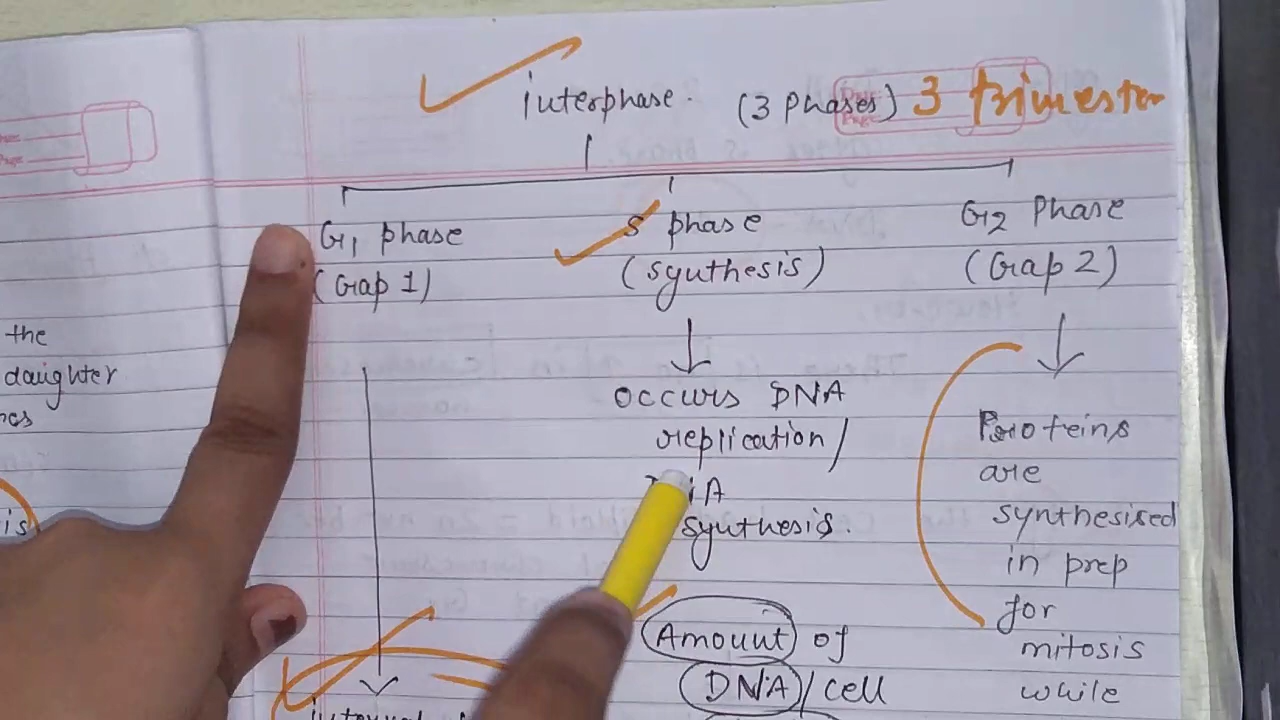 interphase. (3 phases) 3 trimester
G1 phase
(Gap 1)
S phase
(synthesis)
G2 Phase
(Gap 2)
the
daughter
occurs DNA
replication/
synthesis.
Amount of
DNA/cell
Proteins
are
synthesised
in prep
for
mitosis
while